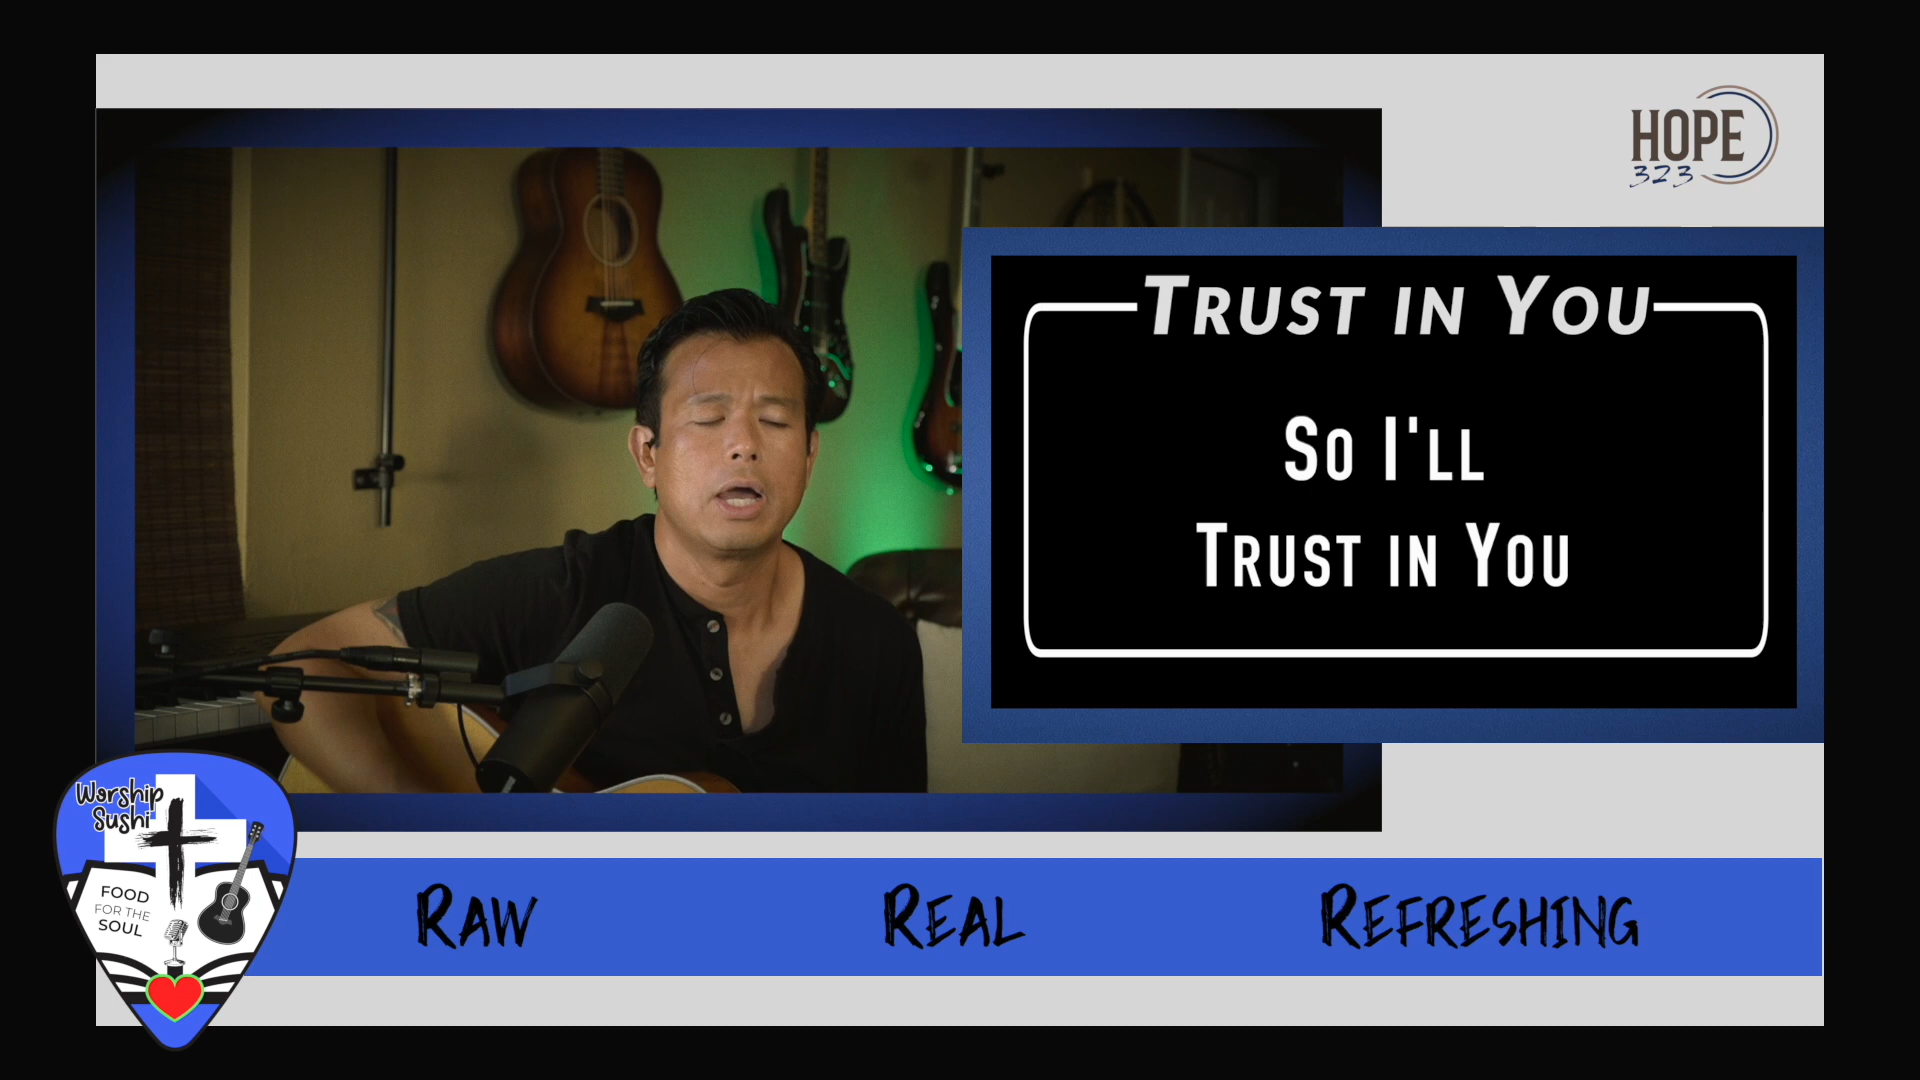 HOPE
323
Trust in You
So I'll
Trust in You
Worship
Sushi
FOOD
FOR THE
SOUL
Raw Real Refreshing